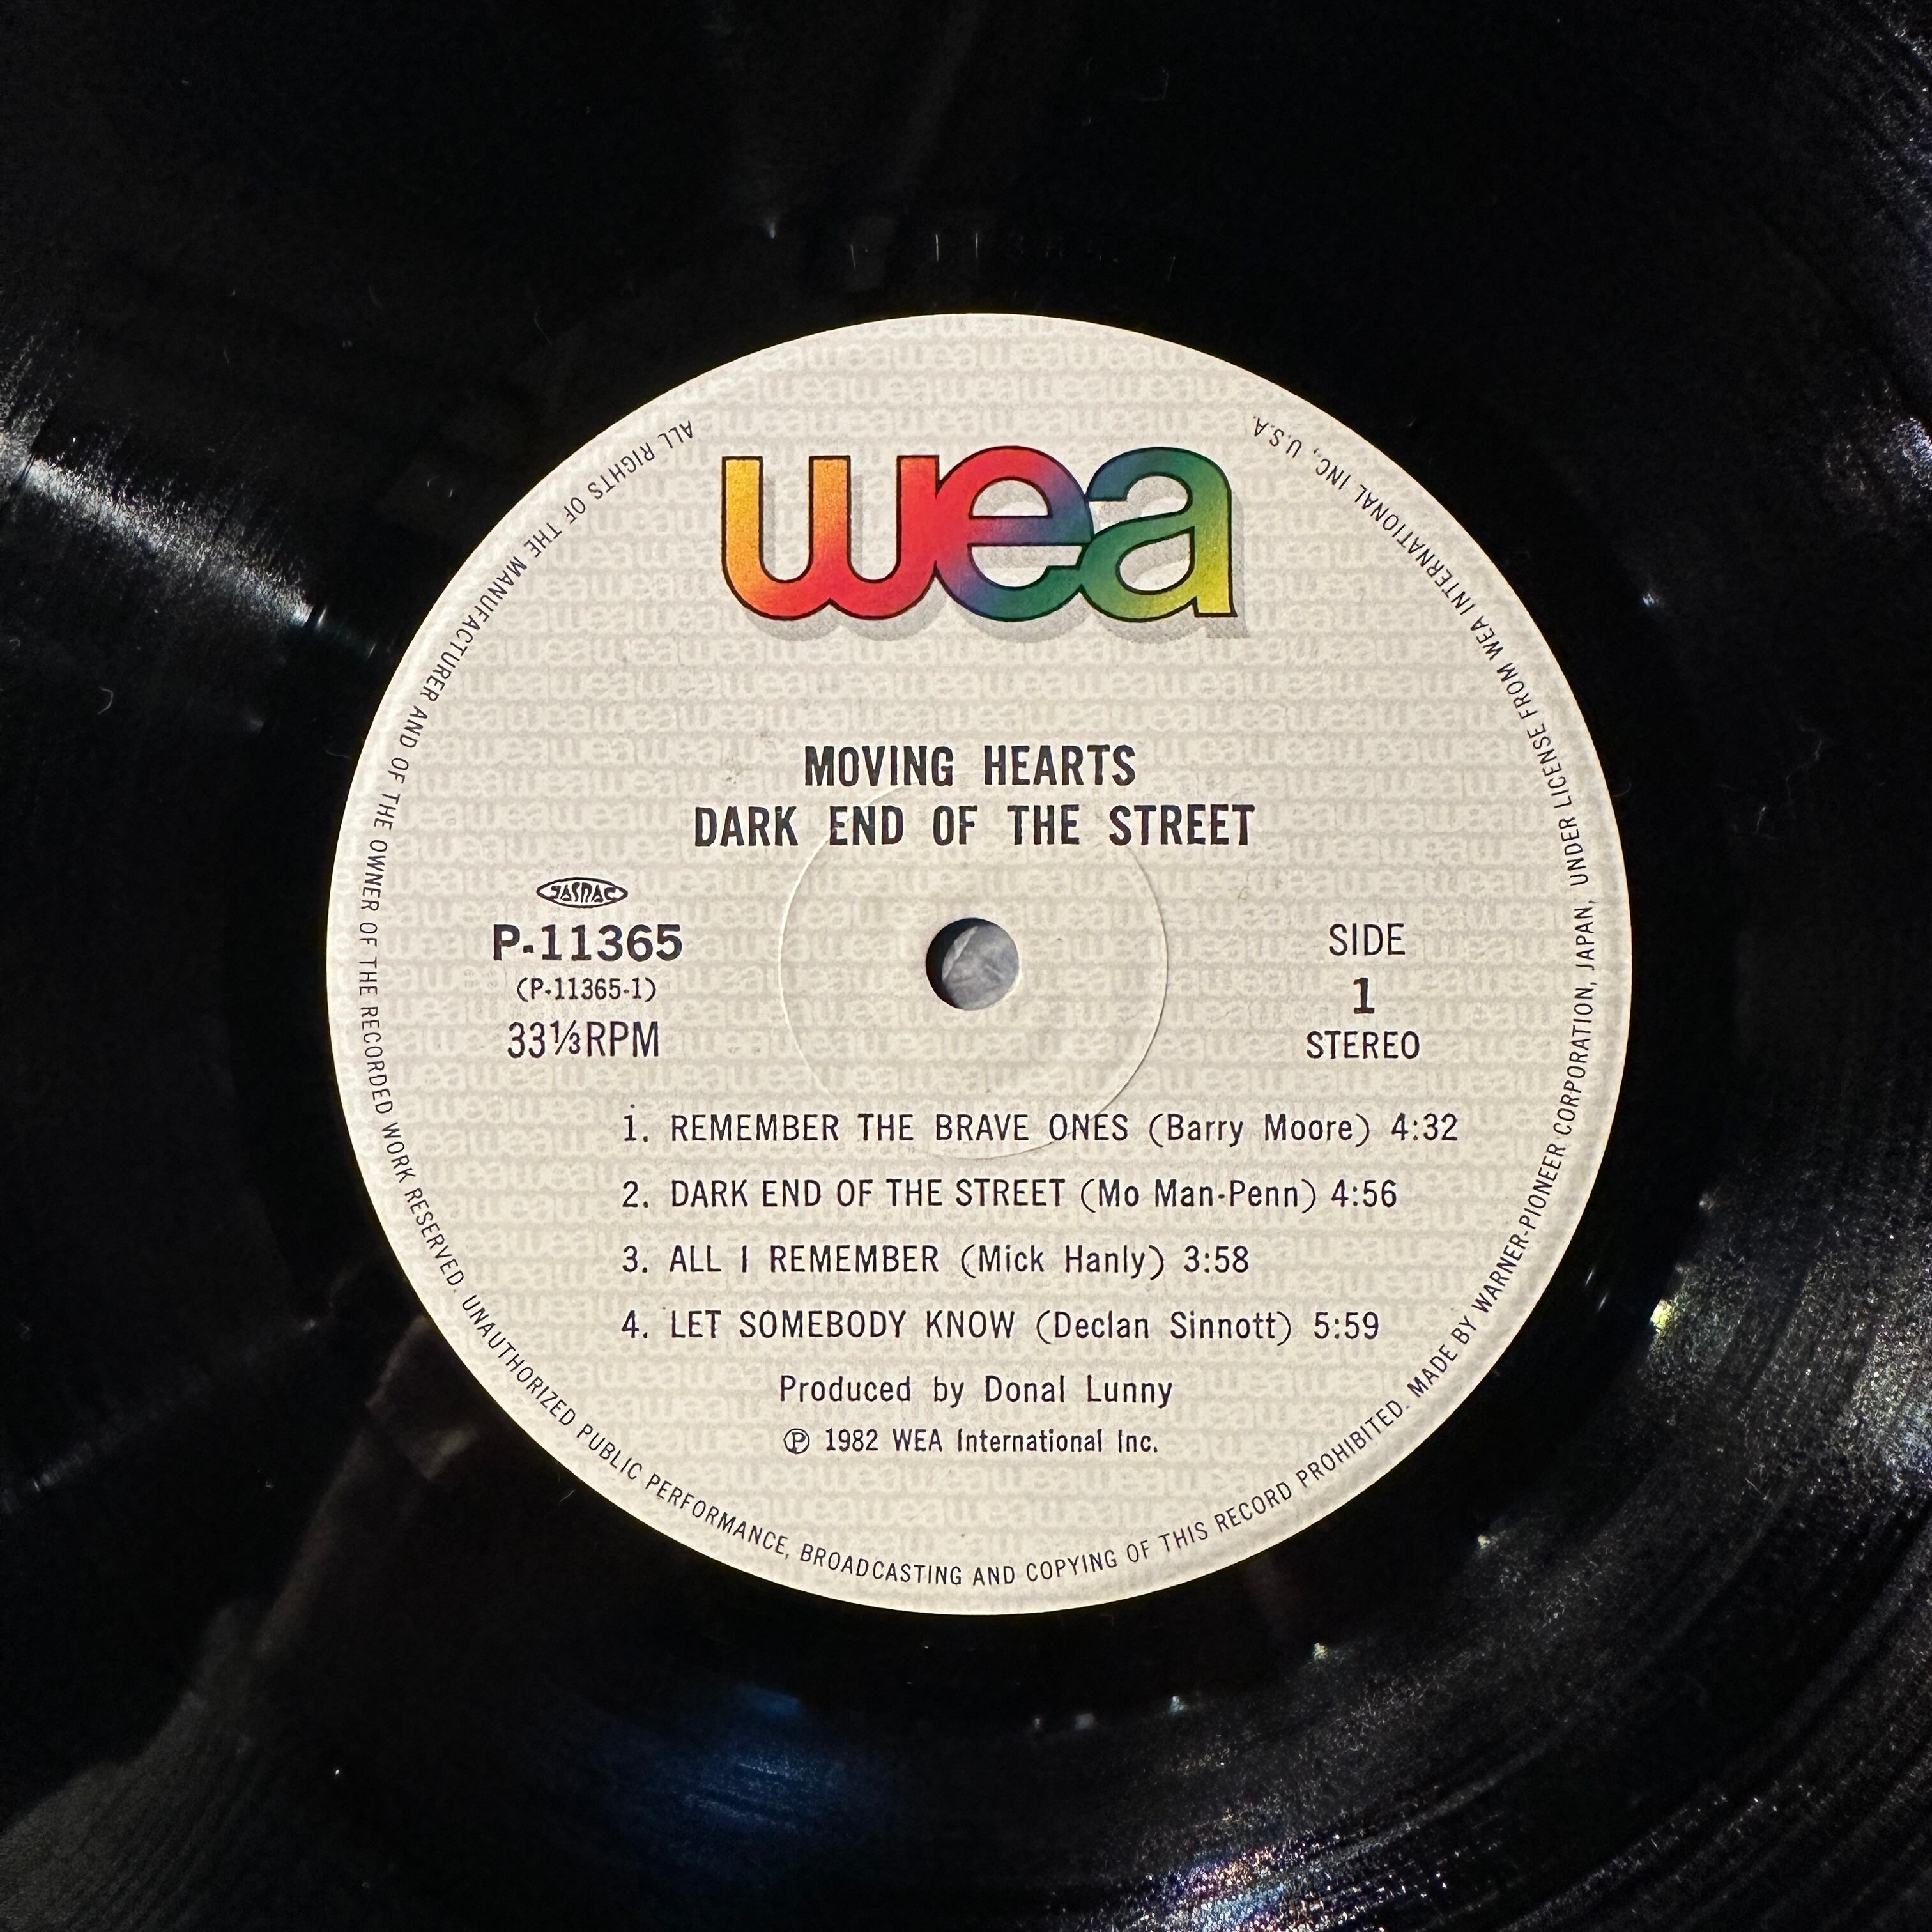 wea
MOVING HEARTS
DARK END OF THE STREET
JASRAC
P-11365
(P-11365-1)
33⅓RPM
SIDE
1
STEREO
1. REMEMBER THE BRAVE ONES (Barry Moore) 4:32
2. DARK END OF THE STREET (Mo Man-Penn) 4:56
3. ALL I REMEMBER (Mick Hanly) 3:58
4. LET SOMEBODY KNOW (Declan Sinnott) 5:59
Produced by Donal Lunny
Ⓟ 1982 WEA International Inc.
ALL RIGHTS OF THE MANUFACTURER AND OF THE OWNER OF THE RECORDED WORK RESERVED. UNAUTHORIZED PUBLIC PERFORMANCE, BROADCASTING AND COPYING OF THIS RECORD PROHIBITED. MADE BY WARNER-PIONEER CORPORATION, JAPAN, UNDER LICENSE FROM WEA INTERNATIONAL INC., U.S.A.